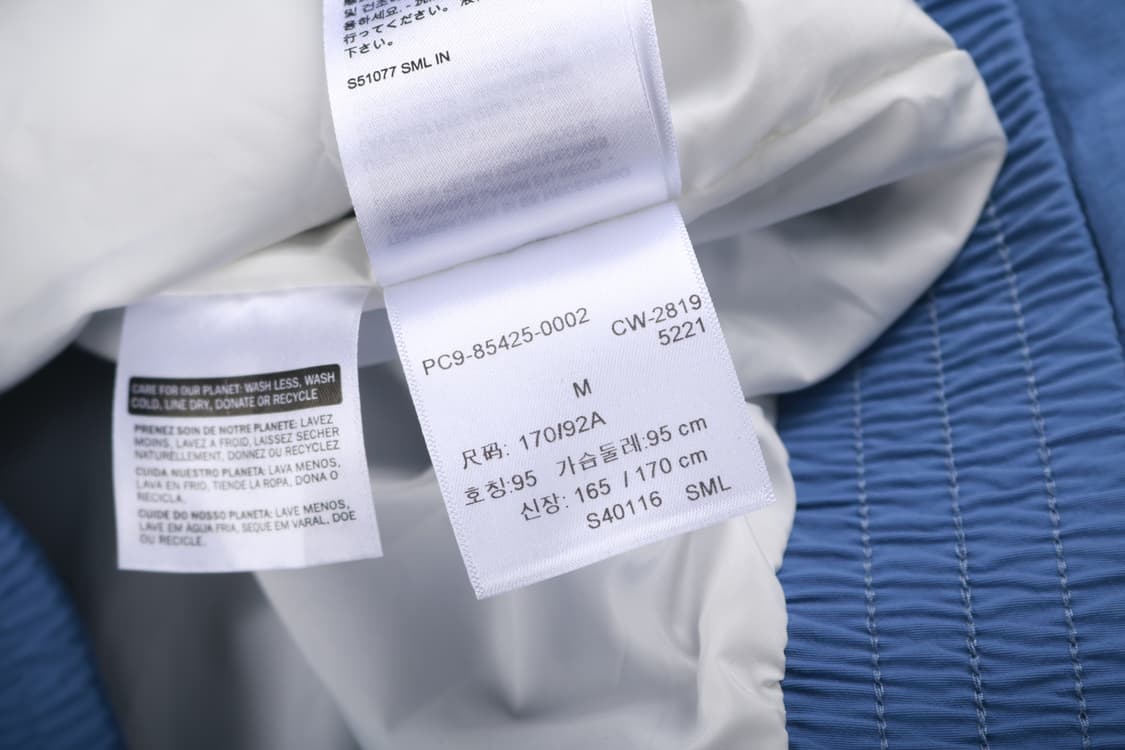 하세요.
行ってください。
下さい。
S51077 SML IN
PC9-85425-0002
CW-2819
5221
M
尺码: 170/92A
호칭:95 가슴둘레:95 cm
신장: 165 / 170 cm
S40116 SML
CARE FOR OUR PLANET: WASH LESS, WASH
COLD, LINE DRY, DONATE OR RECYCLE
PRENEZ SOIN DE NOTRE PLANETE: LAVEZ
MOINS, LAVEZ A FROID, LAISSEZ SECHER
NATURELLEMENT, DONNEZ OU RECYCLEZ
CUIDA NUESTRO PLANETA: LAVA MENOS,
LAVA EN FRIO, TIENDE LA ROPA, DONA O
RECICLA.
CUIDE DO NOSSO PLANETA: LAVE MENOS,
LAVE EM ÁGUA FRIA, SEQUE EM VARAL, DOE
OU RECICLE.